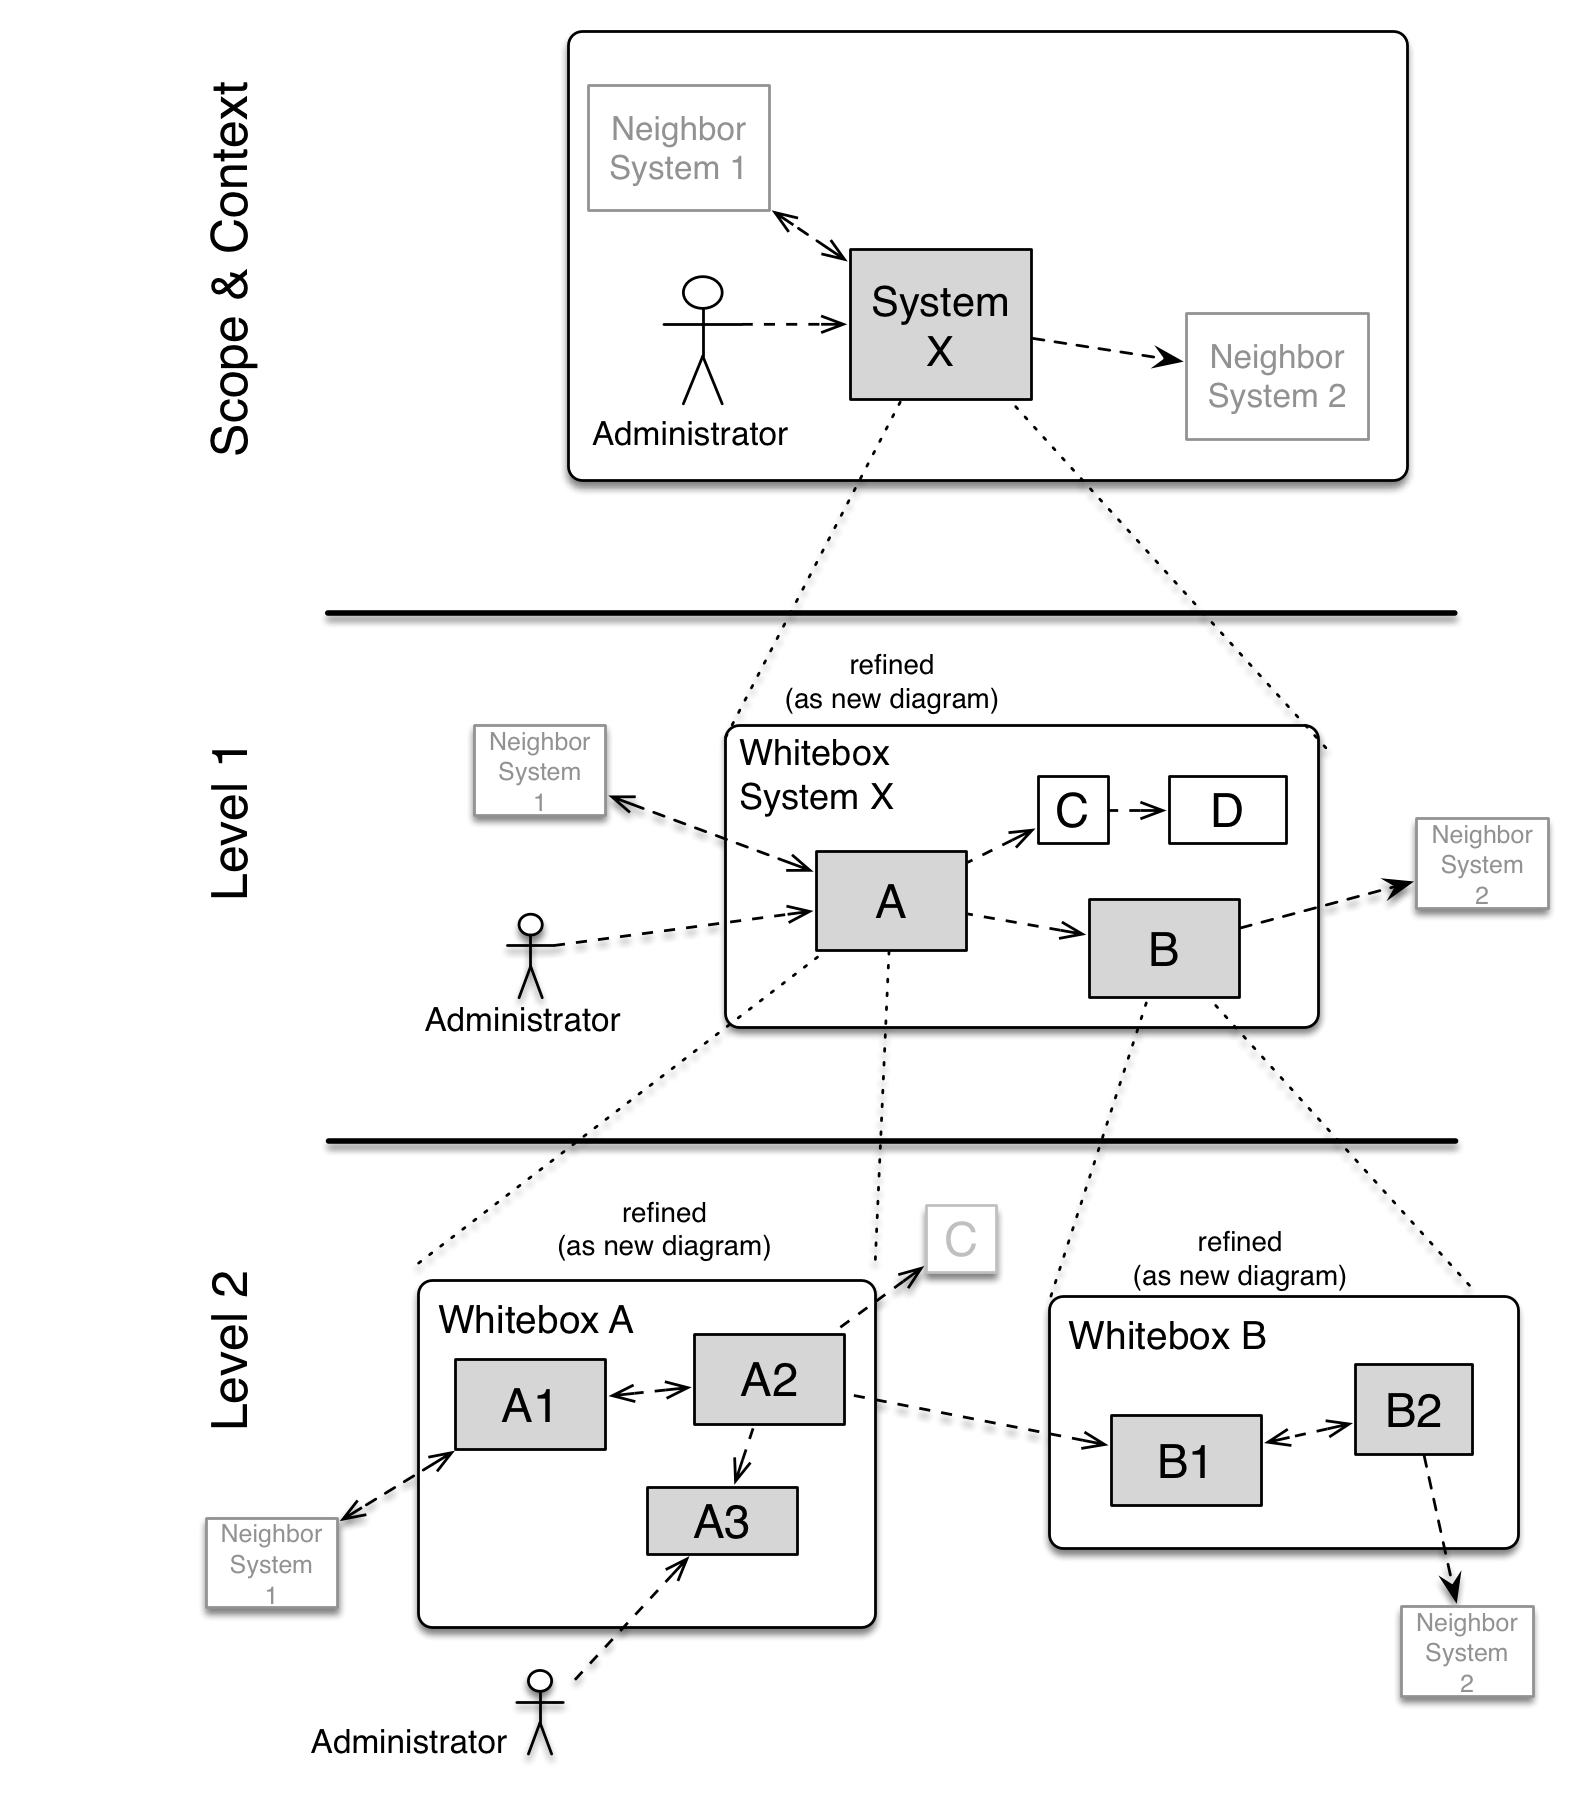 Scope & Context
Neighbor
System 1
System
X
Neighbor
System 2
Administrator
Level 1
refined
(as new diagram)
Neighbor
System
1
Whitebox
System X
C
D
Neighbor
System
2
A
B
Administrator
Level 2
refined
(as new diagram)
C
refined
(as new diagram)
Whitebox A
A1
A2
A3
Whitebox B
B1
B2
Neighbor
System
1
Neighbor
System
2
Administrator